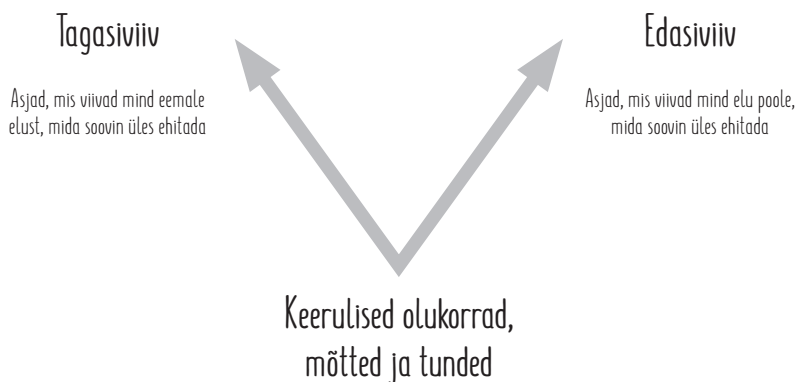 Tagasiviiv
Asjad, mis viivad mind eemale
elust, mida soovin üles ehitada
Edasiviiv
Asjad, mis viivad mind elu poole,
mida soovin üles ehitada
Keerulised olukorrad,
mõtted ja tunded